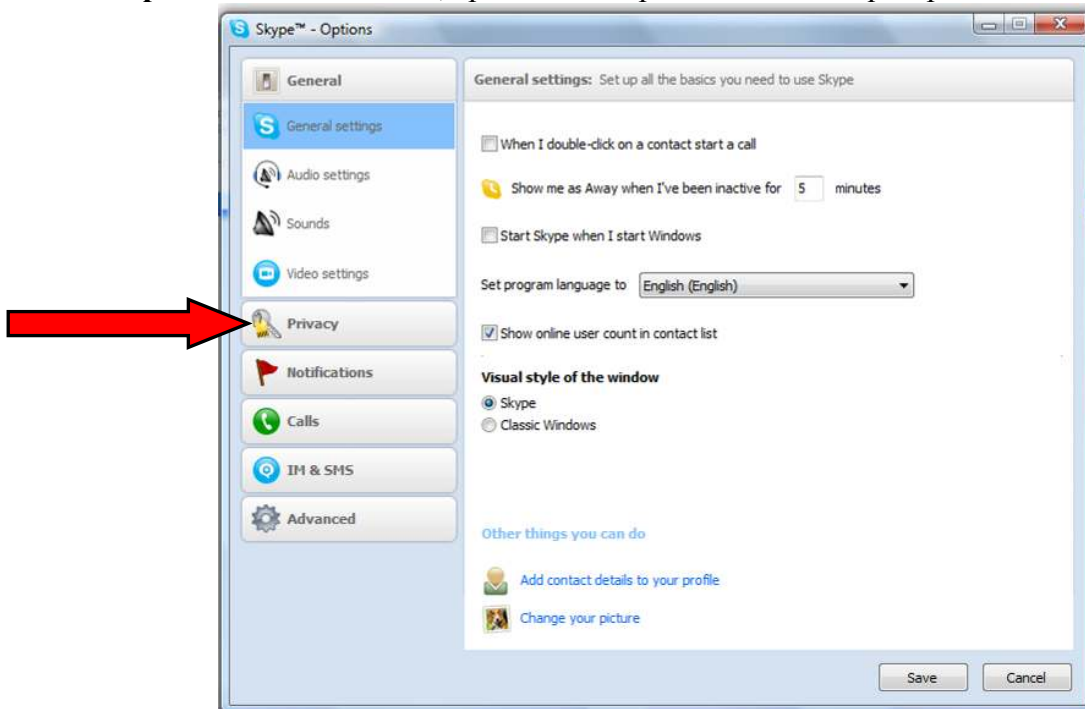 Skype™ - Options
General
General settings
Audio settings
Sounds
Video settings
Privacy
Notifications
Calls
IM & SMS
Advanced
General settings: Set up all the basics you need to use Skype
When I double-click on a contact start a call
Show me as Away when I've been inactive for 5 minutes
Start Skype when I start Windows
Set program language to English (English)
Show online user count in contact list
Visual style of the window
Skype
Classic Windows
Other things you can do
Add contact details to your profile
Change your picture
Save Cancel